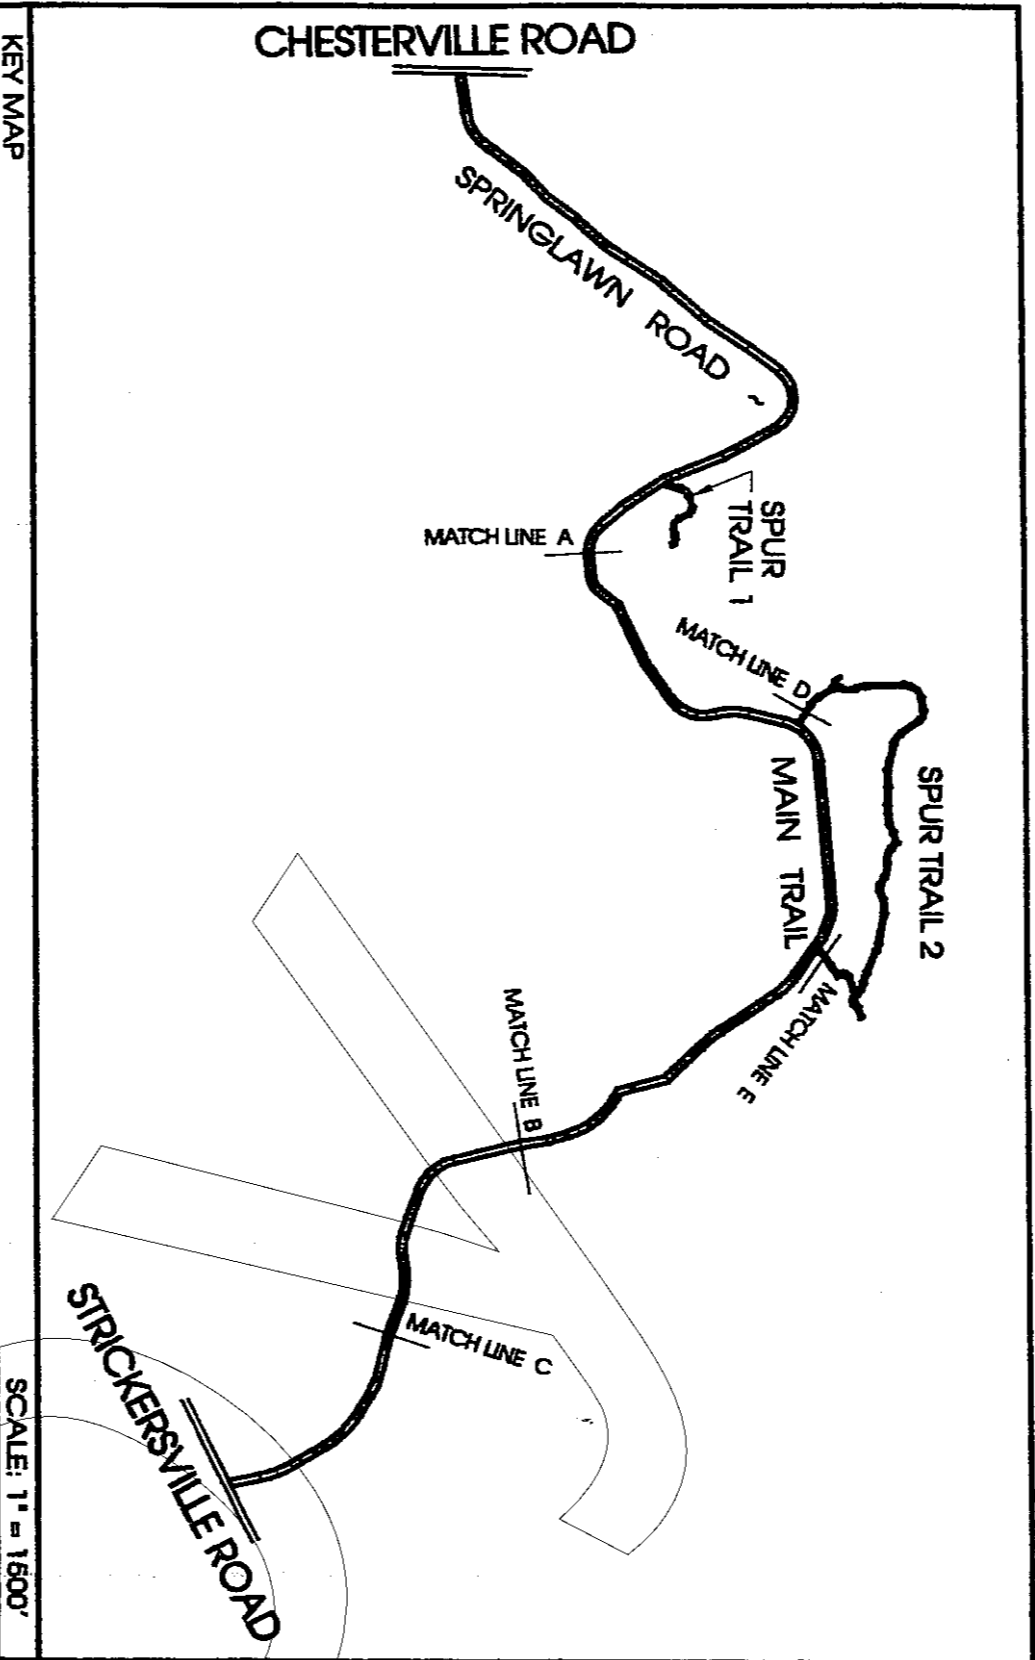 CHESTERVILLE ROAD
SPRINGLAWN ROAD ~
SPUR
TRAIL 1
MATCH LINE A
MATCH LINE D
SPUR TRAIL 2
MAIN TRAIL
MATCH LINE E
MATCH LINE B
MATCH LINE C
STRICKERSVILLE ROAD
KEY MAP
SCALE: 1" = 1600'